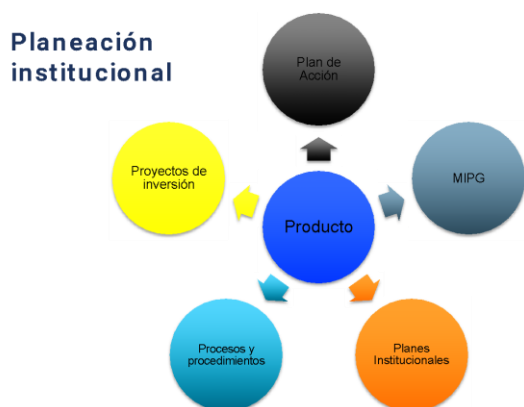 Planeación
institucional
Plan de
Acción
Proyectos de
inversión
MIPG
Producto
Procesos y
procedimientos
Planes
Institucionales